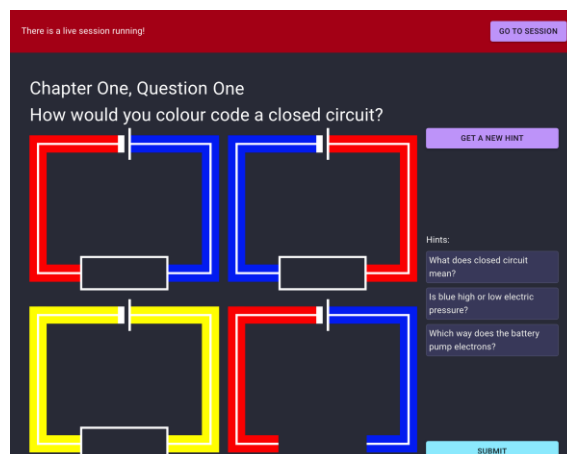 There is a live session running!
GO TO SESSION
Chapter One, Question One
How would you colour code a closed circuit?
GET A NEW HINT
Hints:
What does closed circuit
mean?
Is blue high or low electric
pressure?
Which way does the battery
pump electrons?
SUBMIT